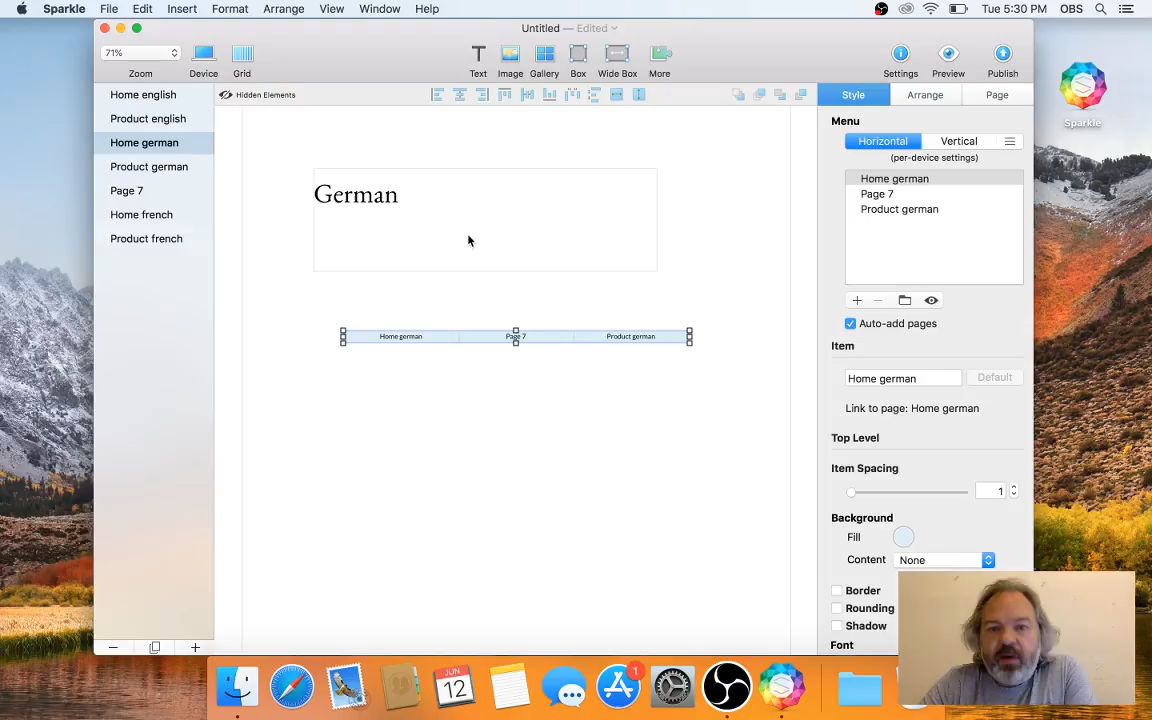 Sparkle File Edit Insert Format Arrange View Window Help
Tue 5:30 PM OBS
Untitled — Edited
71%
Zoom Device Grid Text Image Gallery Box Wide Box More Settings Preview Publish
Home english
Product english
Home german
Product german
Page 7
Home french
Product french
Hidden Elements
German
Home german Page 7 Product german
Style Arrange Page
Menu
Horizontal Vertical
(per-device settings)
Home german
Page 7
Product german
Auto-add pages
Item
Home german Default
Link to page: Home german
Top Level
Item Spacing
1
Background
Fill
Content None
Border
Rounding
Shadow
Font
Sparkle
JUN
12
1